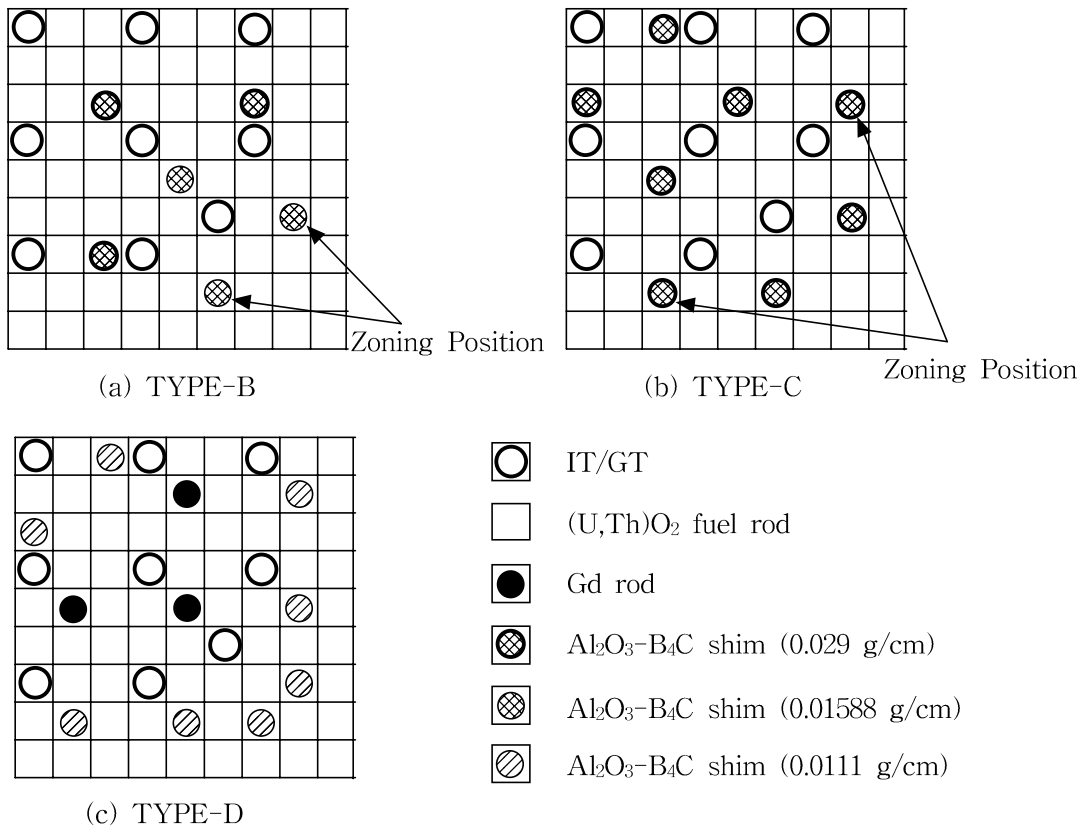 Zoning Position
(a) TYPE-B
Zoning Position
(b) TYPE-C
IT/GT
(U,Th)O₂ fuel rod
Gd rod
Al₂O₃-B₄C shim (0.029 g/cm)
Al₂O₃-B₄C shim (0.01588 g/cm)
Al₂O₃-B₄C shim (0.0111 g/cm)
(c) TYPE-D